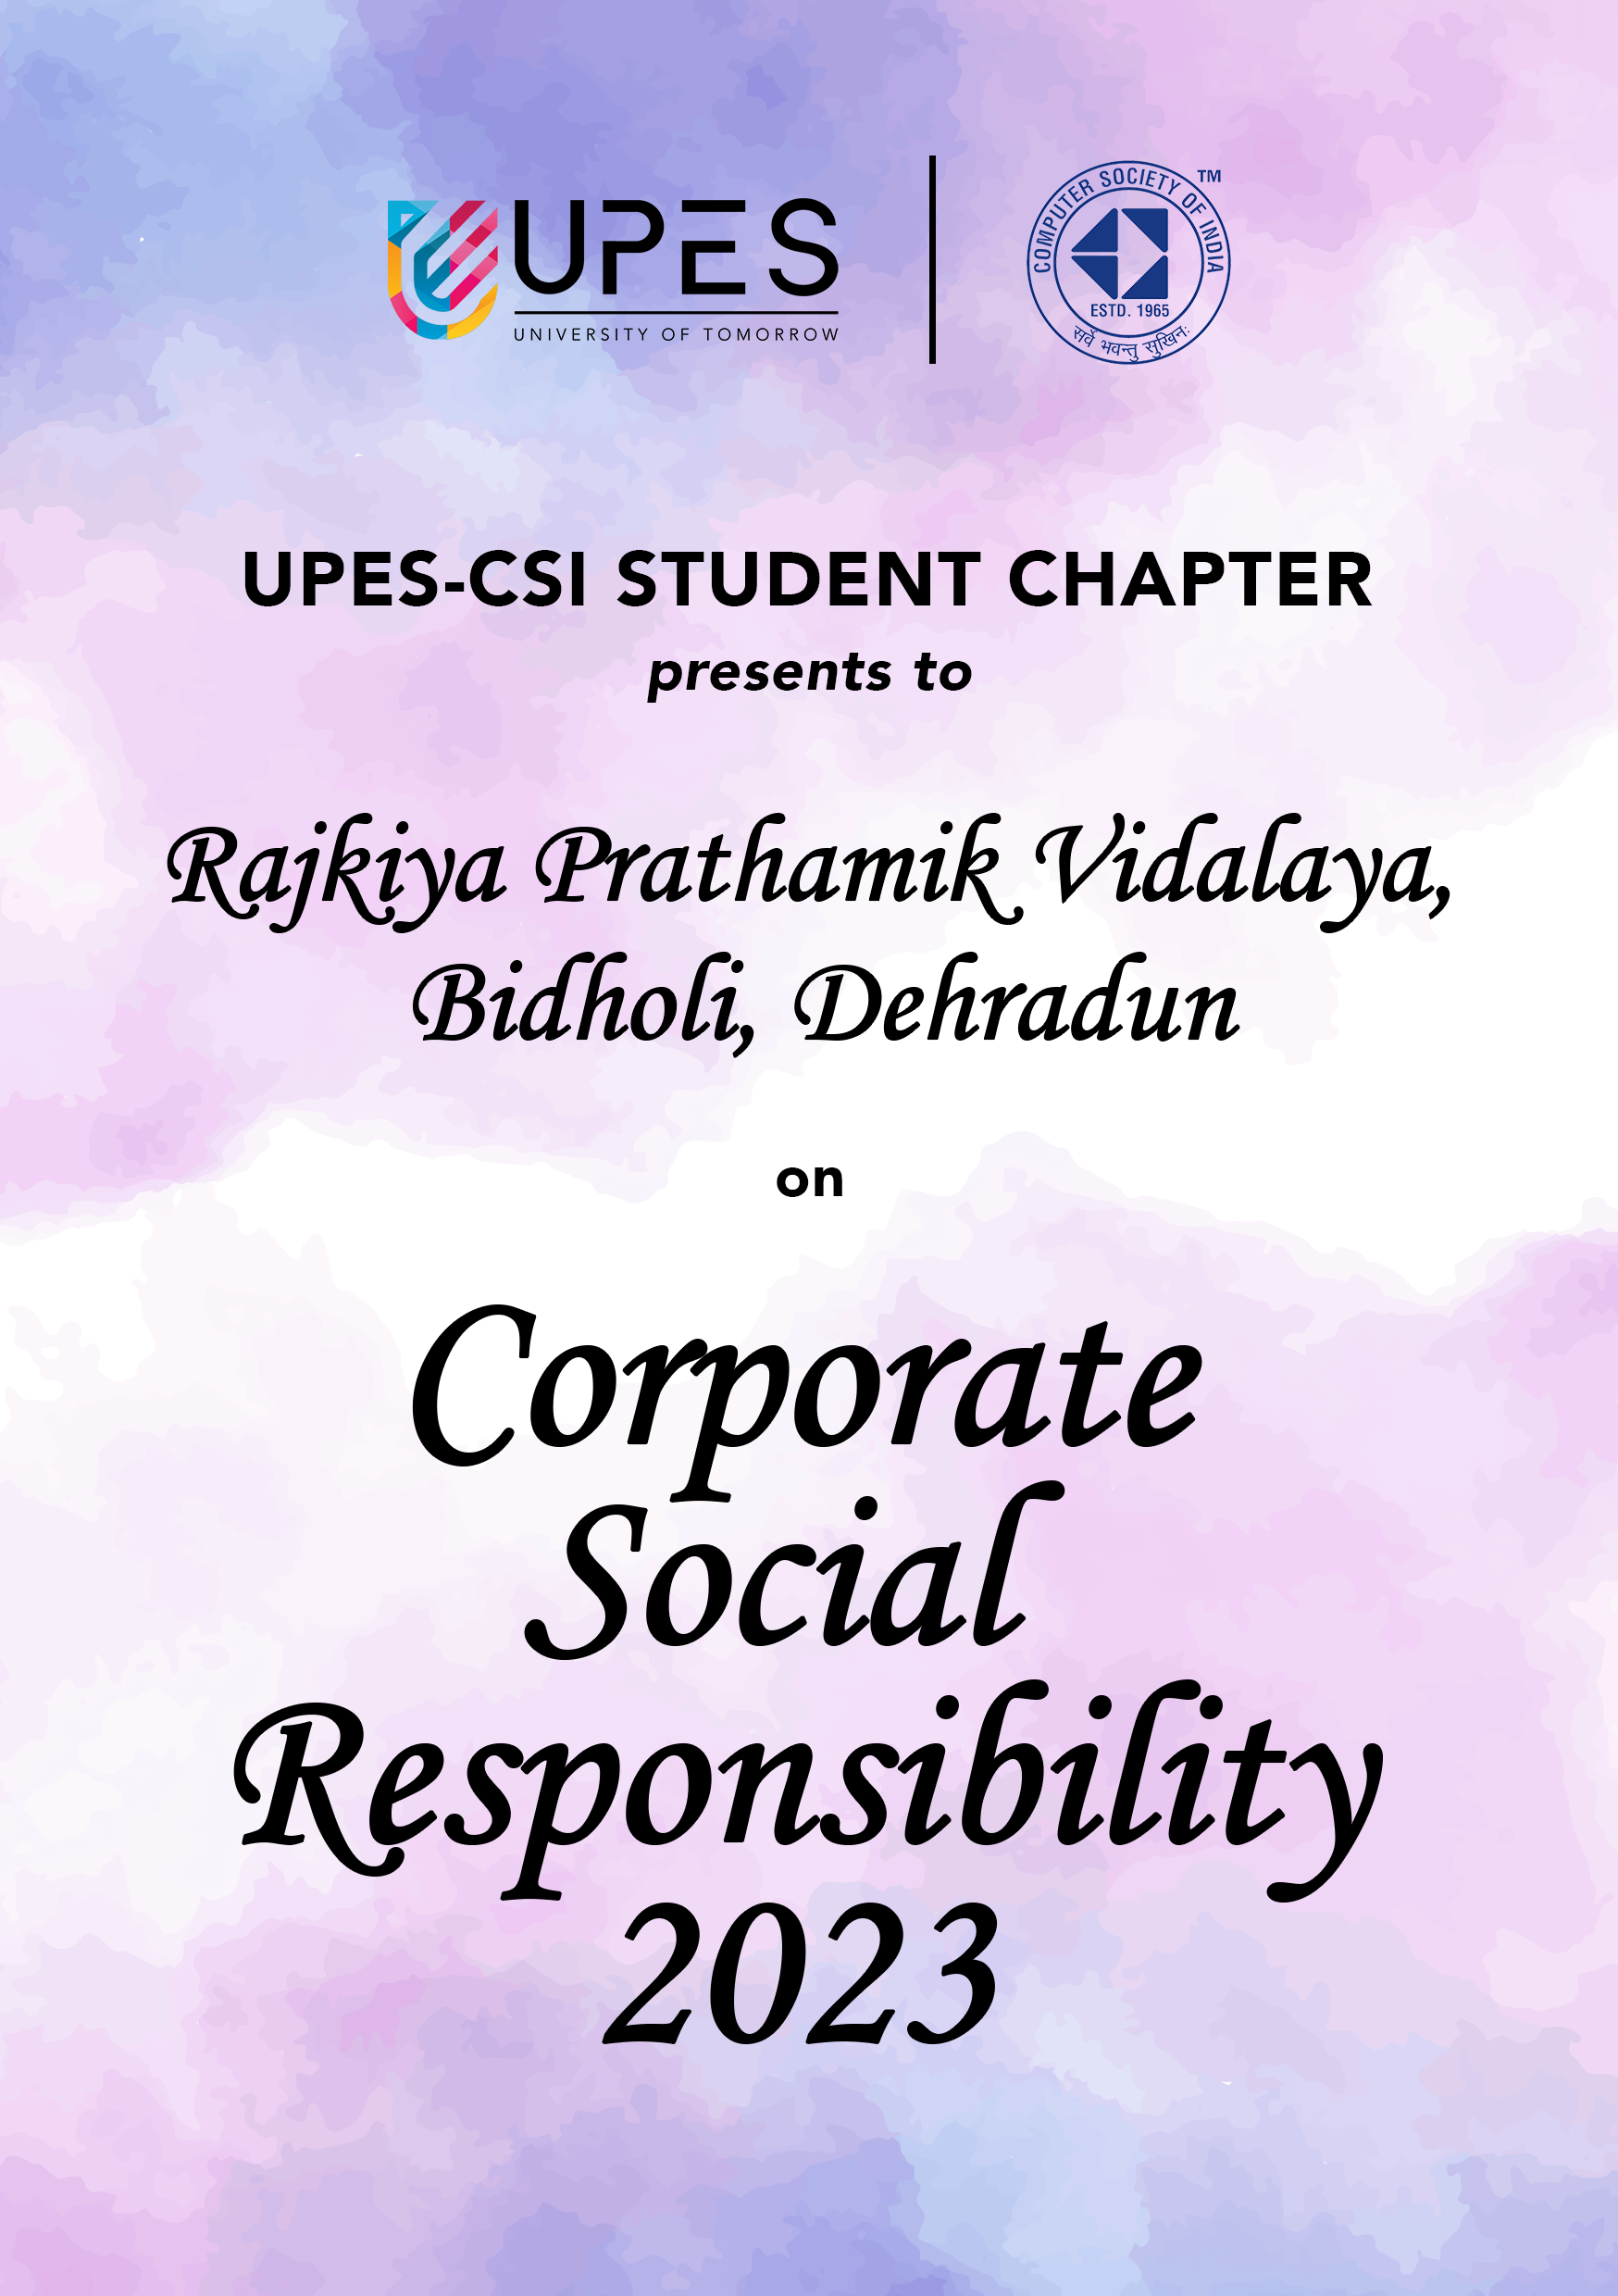 UPES
UNIVERSITY OF TOMORROW
COMPUTER SOCIETY OF INDIA
TM
ESTD. 1965
सर्वे भवन्तु सुखिनः
UPES-CSI STUDENT CHAPTER
presents to
Rajkiya Prathamik Vidalaya,
Bidholi, Dehradun
on
Corporate
Social
Responsibility
2023